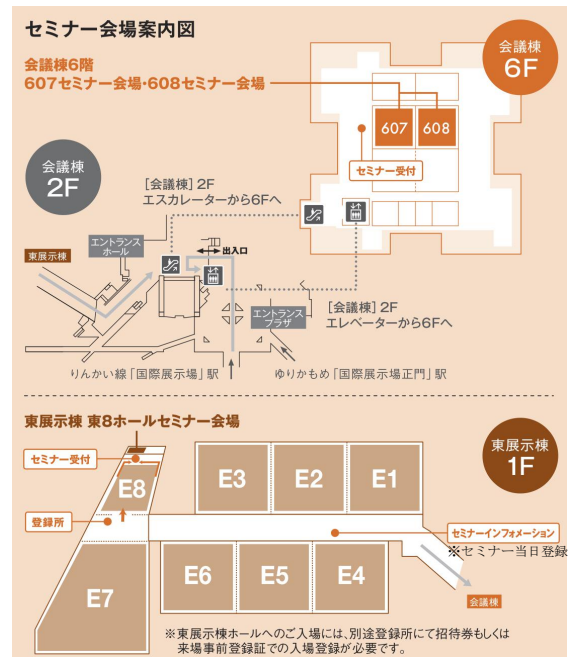 セミナー会場案内図
会議棟6階
607セミナー会場・608セミナー会場
会議棟
6F
607
608
セミナー受付
会議棟
2F
[会議棟] 2F
エスカレーターから6Fへ
エントランス
ホール
東展示棟
出入口
エントランス
プラザ
[会議棟] 2F
エレベーターから6Fへ
りんかい線「国際展示場」駅
ゆりかもめ「国際展示場正門」駅
東展示棟 東8ホールセミナー会場
東展示棟
1F
セミナー受付
E8
E3
E2
E1
登録所
セミナーインフォメーション
※セミナー当日登録
E7
E6
E5
E4
会議棟
※東展示棟ホールへのご入場には、別途登録所にて招待券もしくは
来場事前登録証での入場登録が必要です。